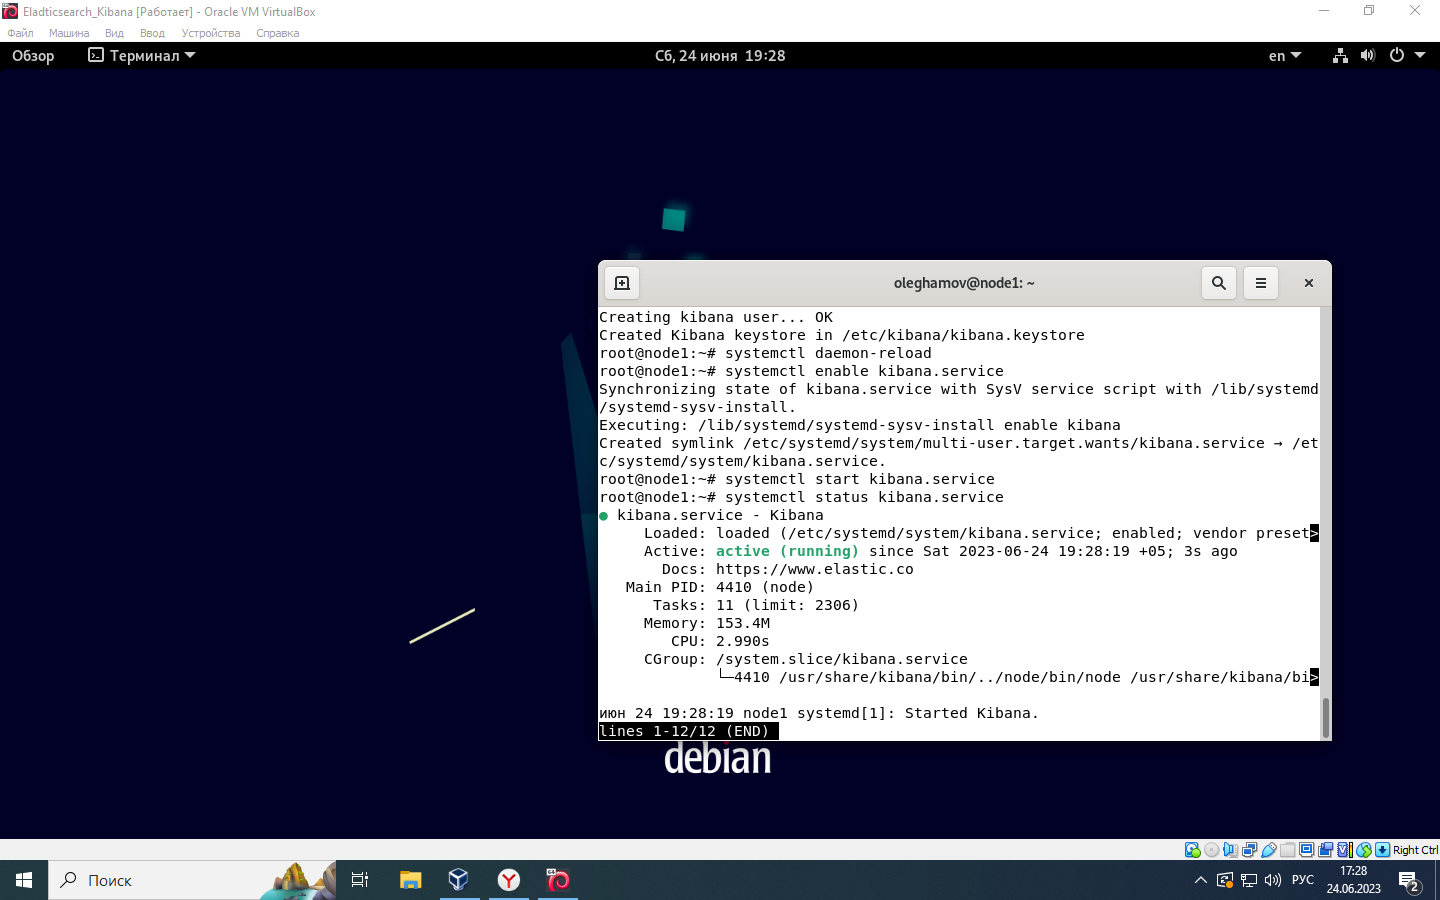 Eladticsearch_Kibana [Работает] - Oracle VM VirtualBox
Файл Машина Вид Ввод Устройства Справка
Обзор Терминал Сб, 24 июня 19:28 en
oleghamov@node1: ~
Creating kibana user... OK
Created Kibana keystore in /etc/kibana/kibana.keystore
root@node1:~# systemctl daemon-reload
root@node1:~# systemctl enable kibana.service
Synchronizing state of kibana.service with SysV service script with /lib/systemd
/systemd-sysv-install.
Executing: /lib/systemd/systemd-sysv-install enable kibana
Created symlink /etc/systemd/system/multi-user.target.wants/kibana.service → /et
c/systemd/system/kibana.service.
root@node1:~# systemctl start kibana.service
root@node1:~# systemctl status kibana.service
● kibana.service - Kibana
Loaded: loaded (/etc/systemd/system/kibana.service; enabled; vendor preset>
Active: active (running) since Sat 2023-06-24 19:28:19 +05; 3s ago
Docs: https://www.elastic.co
Main PID: 4410 (node)
Tasks: 11 (limit: 2306)
Memory: 153.4M
CPU: 2.990s
CGroup: /system.slice/kibana.service
└─4410 /usr/share/kibana/bin/../node/bin/node /usr/share/kibana/bi>
июн 24 19:28:19 node1 systemd[1]: Started Kibana.
lines 1-12/12 (END)
debian
Right Ctrl
Поиск
64
РУС
17:28
24.06.2023
2